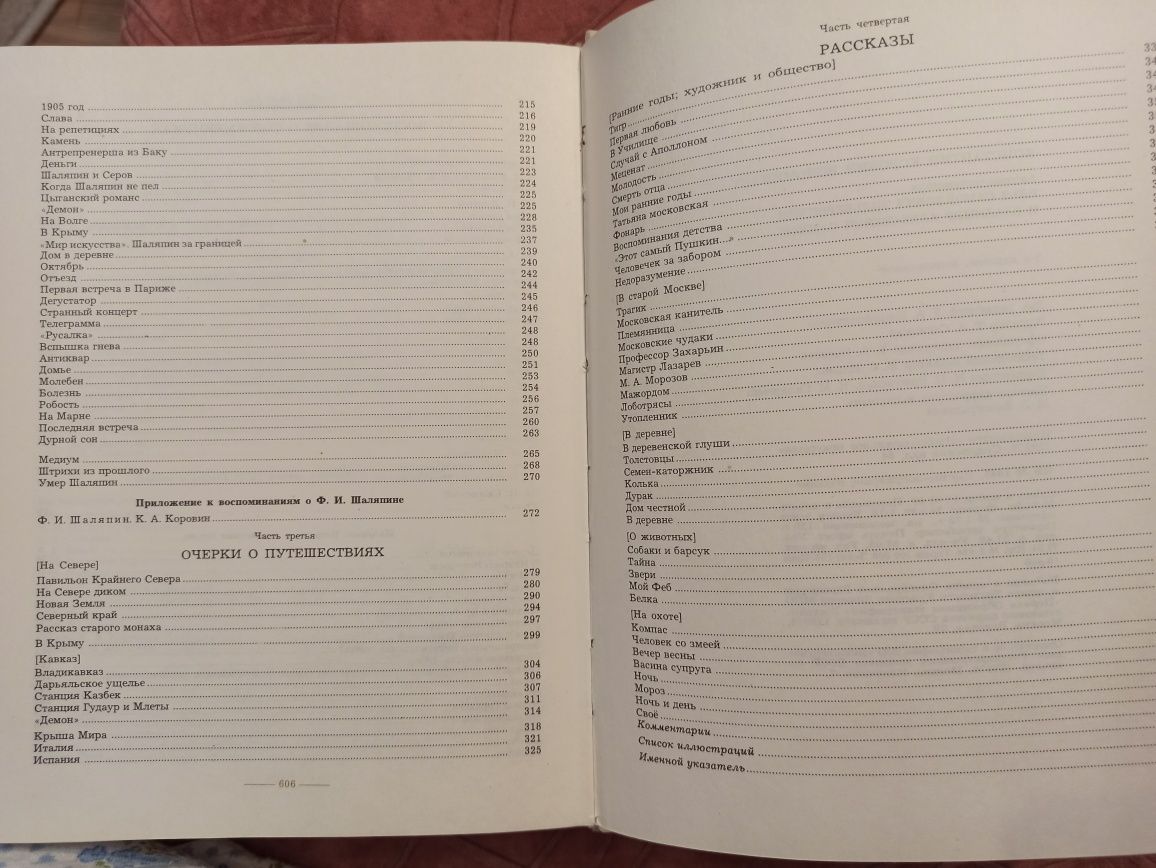 1905 год 215
Слава 216
На репетициях 219
Камень 220
Антрепренерша из Баку 221
Деньги 221
Шаляпин и Серов 223
Когда Шаляпин не пел 224
Цыганский романс 225
«Демон» 225
На Волге 228
В Крыму 235
«Мир искусства». Шаляпин за границей 237
Дом в деревне 239
Октябрь 240
Отъезд 242
Первая встреча в Париже 244
Дегустатор 245
Странный концерт 246
Телеграмма 247
«Русалка» 248
Вспышка гнева 248
Антиквар 250
Домье 251
Молебен 253
Болезнь 254
Робость 256
На Марне 257
Последняя встреча 260
Дурной сон 263
Медиум 265
Штрихи из прошлого 268
Умер Шаляпин 270
Приложение к воспоминаниям о Ф. И. Шаляпине
Ф. И. Шаляпин. К. А. Коровин 272
Часть третья
ОЧЕРКИ О ПУТЕШЕСТВИЯХ
[На Севере]
Павильон Крайнего Севера 279
На Севере диком 280
Новая Земля 290
Северный край 294
Рассказ старого монаха 297
В Крыму 299
[Кавказ]
Владикавказ 304
Дарьяльское ущелье 306
Станция Казбек 307
Станция Гудаур и Млеты 311
«Демон» 314
Крыша Мира 318
Италия 321
Испания 325
606
Часть четвертая
РАССКАЗЫ
[Ранние годы; художник и общество]
Тигр
Первая любовь
В Училище
Случай с Аполлоном
Меценат
Молодость
Смерть отца
Мои ранние годы
Татьяна московская
Фонарь
Воспоминания детства
«Этот самый Пушкин...»
Человечек за забором
Недоразумение
[В старой Москве]
Трагик
Московская канитель
Племянница
Московские чудаки
Профессор Захарьин
Магистр Лазарев
М. А. Морозов
Мажордом
Лоботрясы
Утопленник
[В деревне]
В деревенской глуши
Толстовцы
Семен-каторжник
Колька
Дурак
Дом честной
В деревне
[О животных]
Собаки и барсук
Тайна
Звери
Мой Феб
Белка
[На охоте]
Компас
Человек со змеей
Вечер весны
Васина супруга
Ночь
Мороз
Ночь и день
Своё
Комментарии
Список иллюстраций
Именной указатель